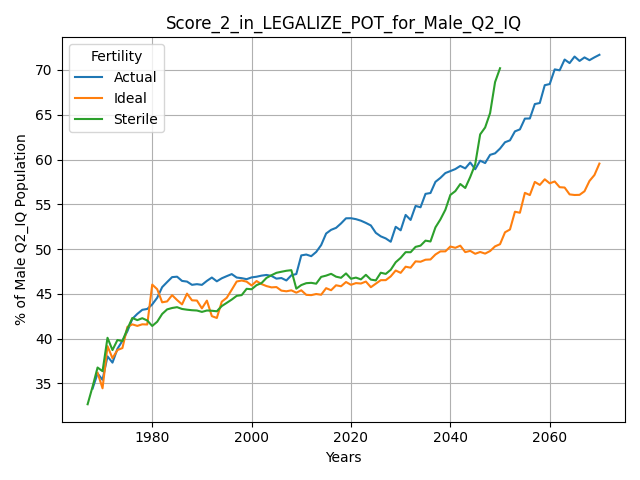 Score_2_in_LEGALIZE_POT_for_Male_Q2_IQ
Fertility
Actual
Ideal
Sterile
% of Male Q2_IQ Population
70
65
60
55
50
45
40
35
1980
2000
2020
2040
2060
Years